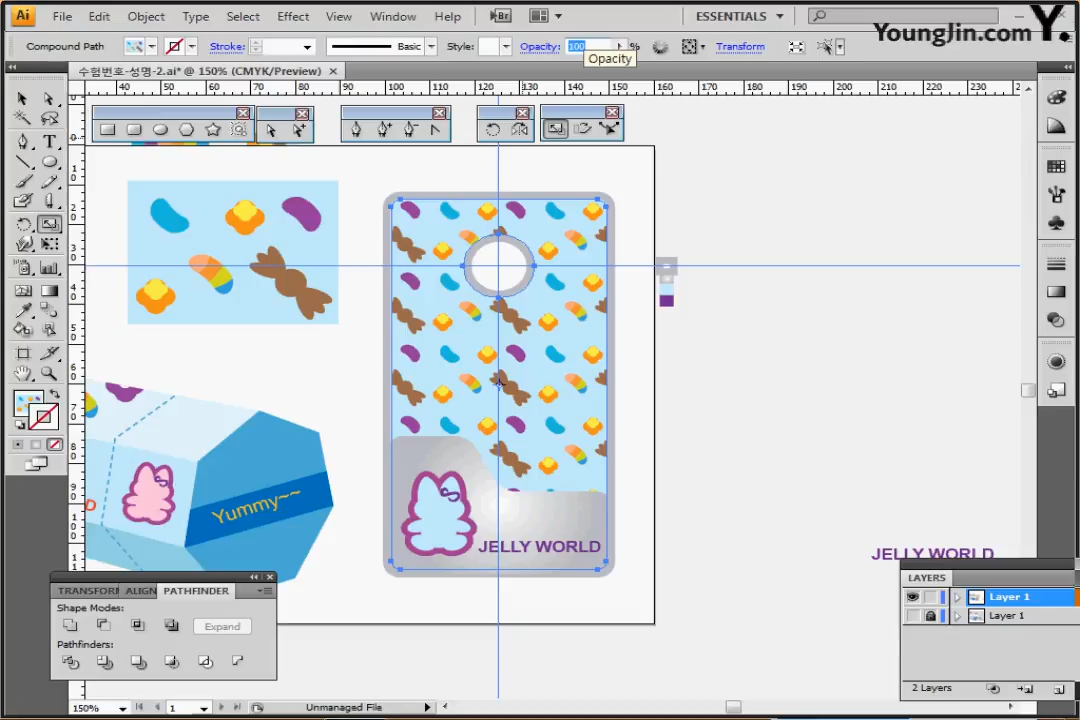 Ai File Edit Object Type Select Effect View Window Help Br ESSENTIALS
YoungJin.com Y.
Compound Path Stroke: Basic Style: Opacity: 100 % Transform
Opacity
수험번호-성명-2.ai* @ 150% (CMYK/Preview) ×
40 50 60 70 80 90 100 110 120 130 140 150 160 170 180 190 200 210 220 230
Yummy~~
D
JELLY WORLD
JELLY WORLD
TRANSFORM ALIGN PATHFINDER
Shape Modes:
Expand
Pathfinders:
LAYERS
Layer 1
Layer 1
2 Layers
150% 1 Unmanaged File